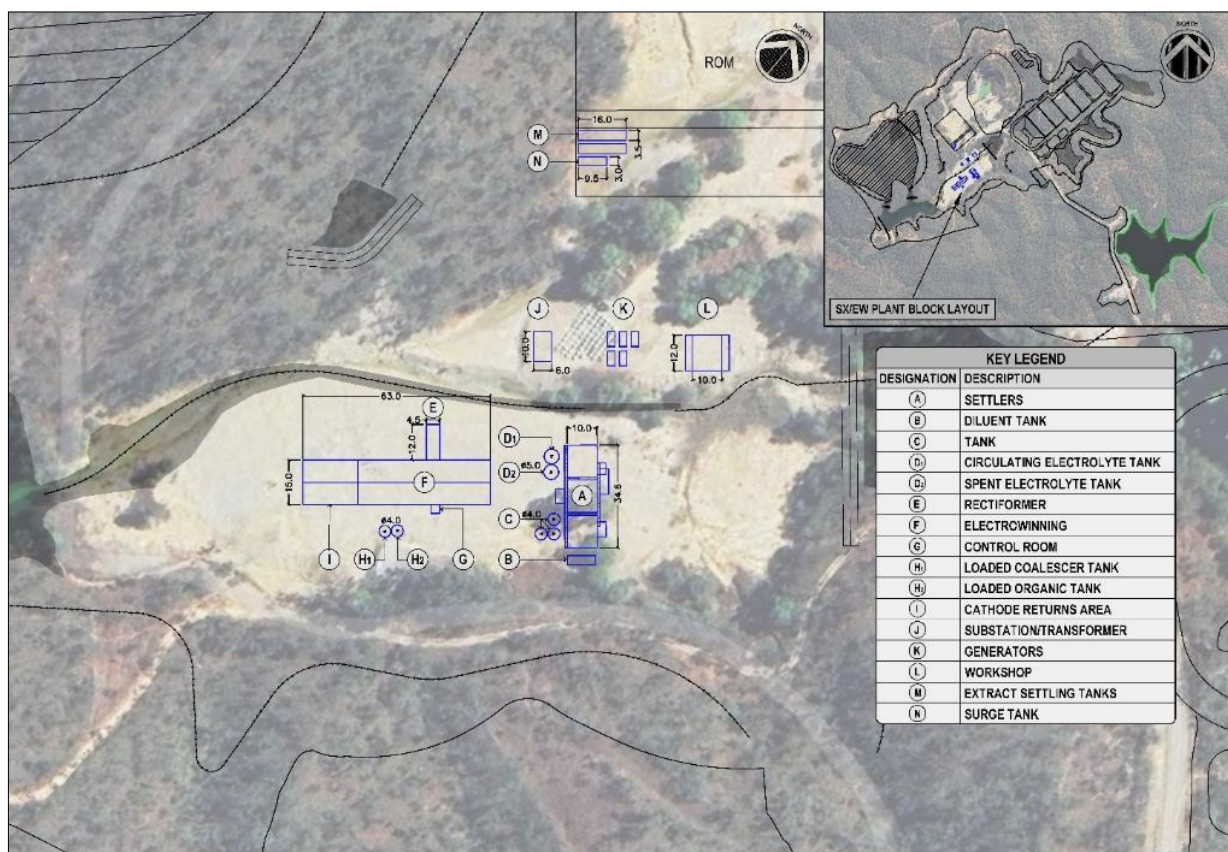 ROM
NORTH
NORTH
SX/EW PLANT BLOCK LAYOUT
M
16.0
3.5
N
9.5
3.0
J
K
L
10.0
6.0
12.0
10.0
63.0
4.5
E
12.0
15.0
F
D1
D2
ø5.0
10.0
A
34.6
C
ø4.0
B
ø4.0
I
H1
H2
G
KEY LEGEND
DESIGNATION DESCRIPTION
A SETTLERS
B DILUENT TANK
C TANK
D1 CIRCULATING ELECTROLYTE TANK
D2 SPENT ELECTROLYTE TANK
E RECTIFORMER
F ELECTROWINNING
G CONTROL ROOM
H1 LOADED COALESCER TANK
H2 LOADED ORGANIC TANK
I CATHODE RETURNS AREA
J SUBSTATION/TRANSFORMER
K GENERATORS
L WORKSHOP
M EXTRACT SETTLING TANKS
N SURGE TANK